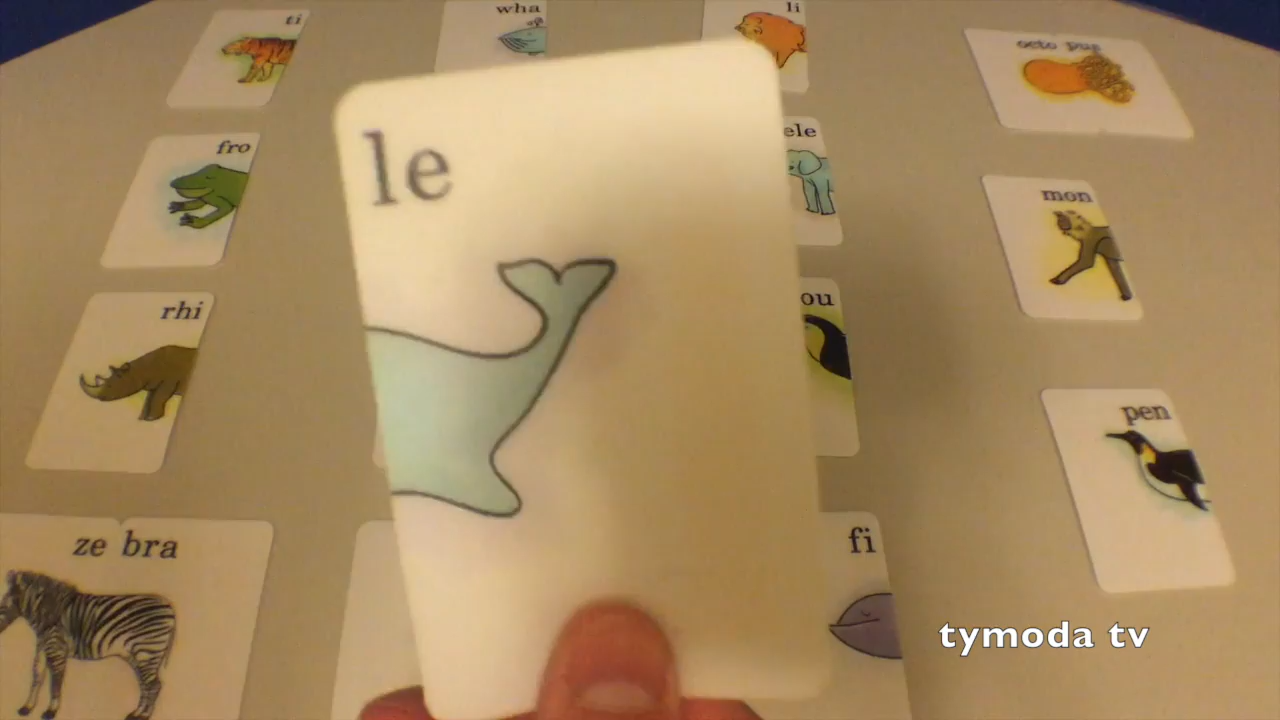 ti
wha
li
octo pus
le
ele
fro
mon
ou
rhi
pen
ze bra
fi
tymoda tv